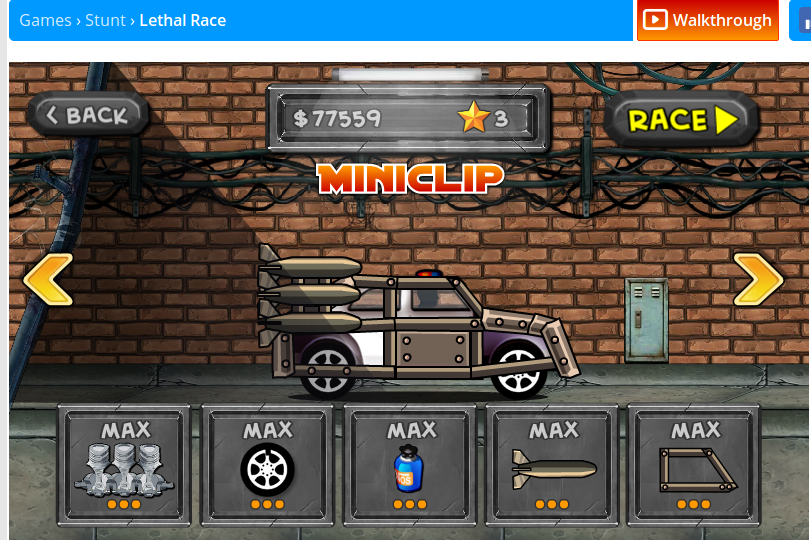 Games › Stunt › Lethal Race
Walkthrough
BACK
$ 77559
3
RACE
MINICLIP
MAX
MAX
MAX
MAX
MAX